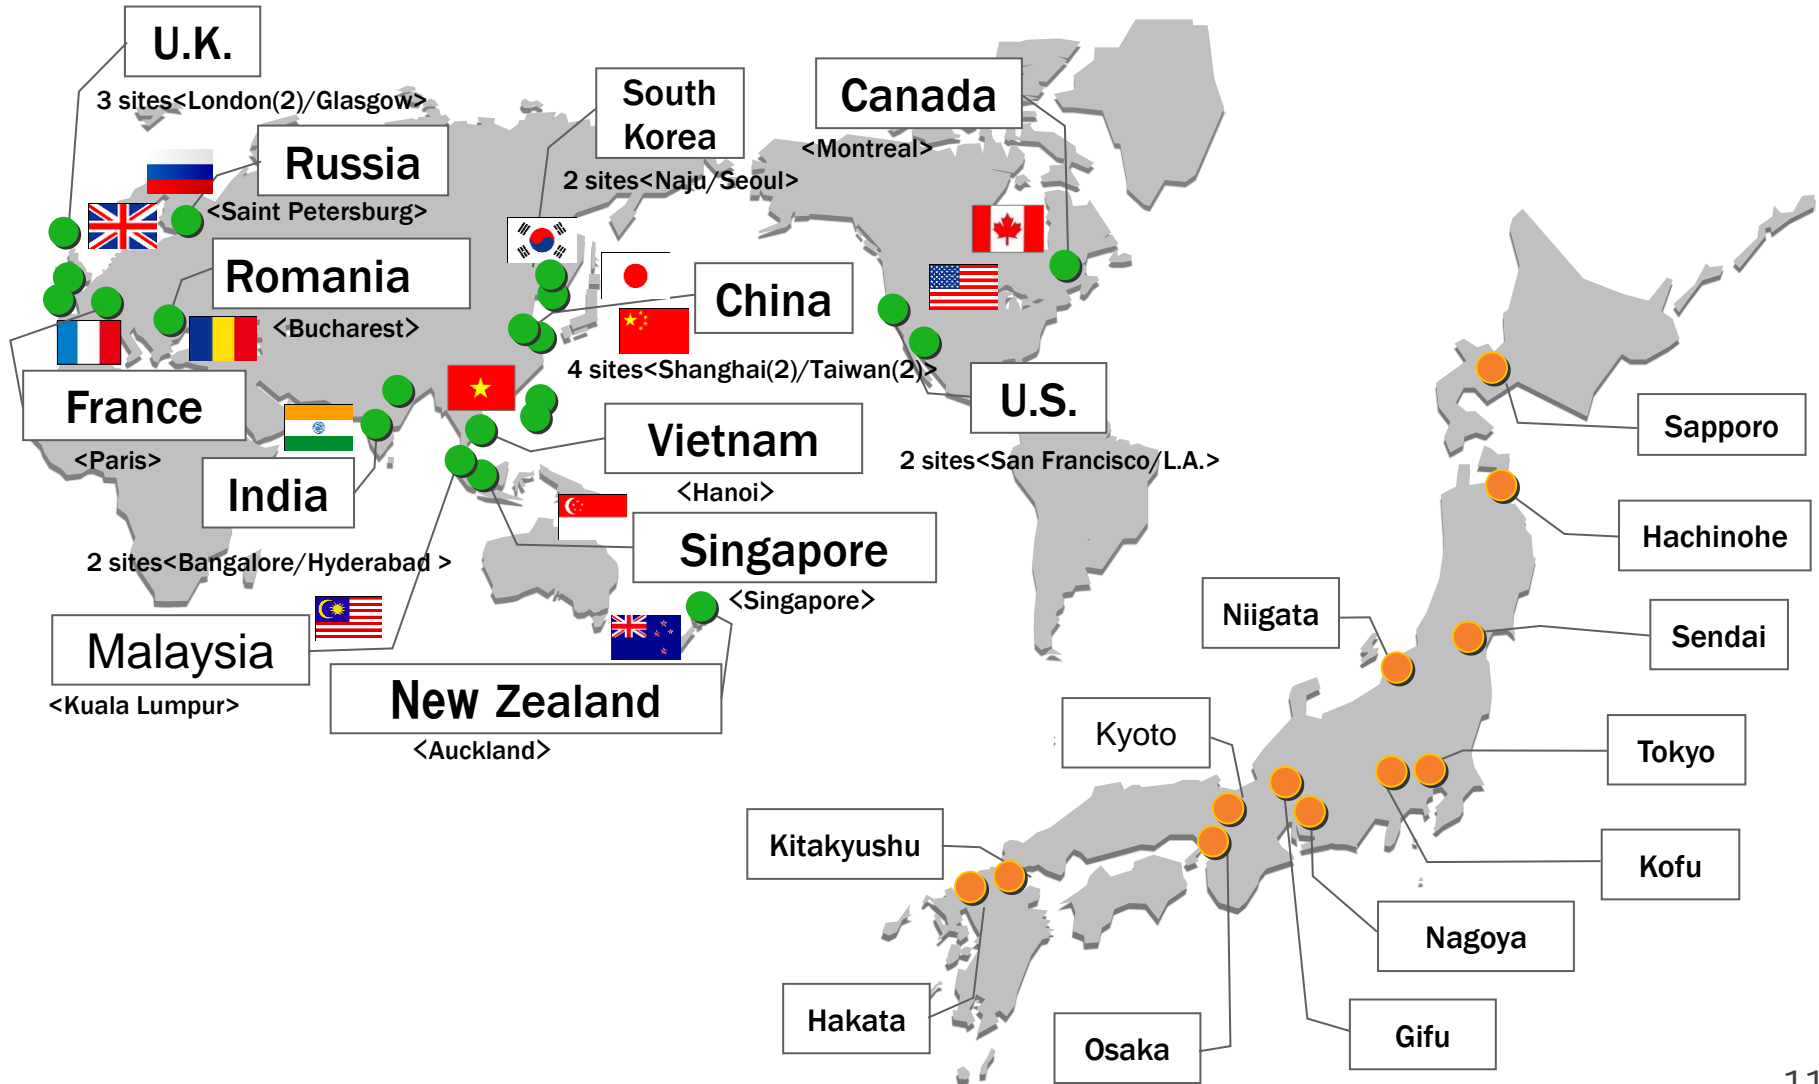 U.K.
3 sites<London(2)/Glasgow>
Russia
<Saint Petersburg>
South
Korea
2 sites<Naju/Seoul>
Canada
<Montreal>
Romania
<Bucharest>
China
4 sites<Shanghai(2)/Taiwan(2)>
France
<Paris>
U.S.
2 sites<San Francisco/L.A.>
Vietnam
<Hanoi>
India
2 sites<Bangalore/Hyderabad >
Singapore
<Singapore>
Malaysia
<Kuala Lumpur>
New Zealand
<Auckland>
Sapporo
Hachinohe
Niigata
Sendai
Kyoto
Tokyo
Kitakyushu
Kofu
Nagoya
Hakata
Osaka
Gifu
11